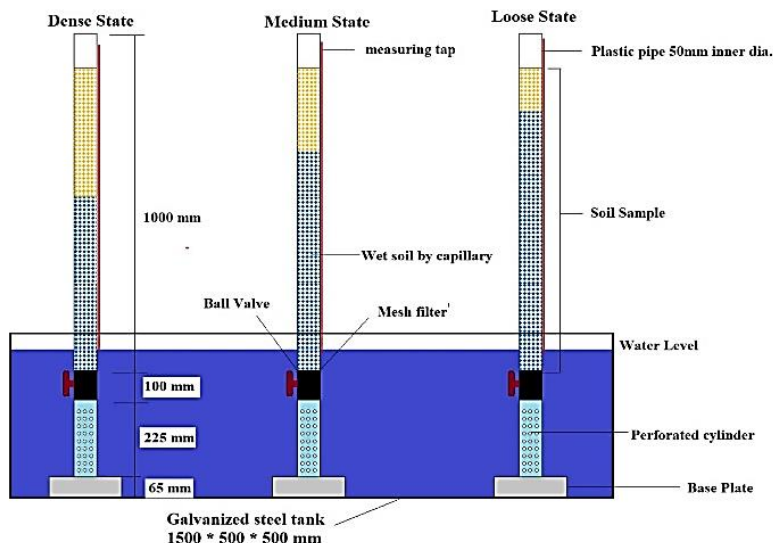 Dense State
Medium State
Loose State
measuring tap
Plastic pipe 50mm inner dia.
1000 mm
Soil Sample
Wet soil by capillary
Ball Valve
Mesh filter'
Water Level
100 mm
225 mm
Perforated cylinder
65 mm
Base Plate
Galvanized steel tank
1500 * 500 * 500 mm